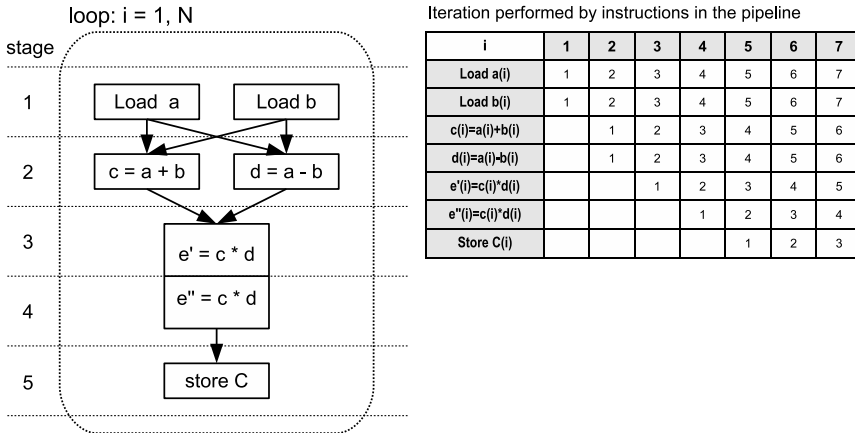 loop: i = 1, N
stage
1
Load a
Load b
2
c = a + b
d = a - b
3
e' = c * d
4
e" = c * d
5
store C
Iteration performed by instructions in the pipeline
i 1 2 3 4 5 6 7
Load a(i) 1 2 3 4 5 6 7
Load b(i) 1 2 3 4 5 6 7
c(i)=a(i)+b(i) 1 2 3 4 5 6
d(i)=a(i)-b(i) 1 2 3 4 5 6
e'(i)=c(i)*d(i) 1 2 3 4 5
e"(i)=c(i)*d(i) 1 2 3 4
Store C(i) 1 2 3